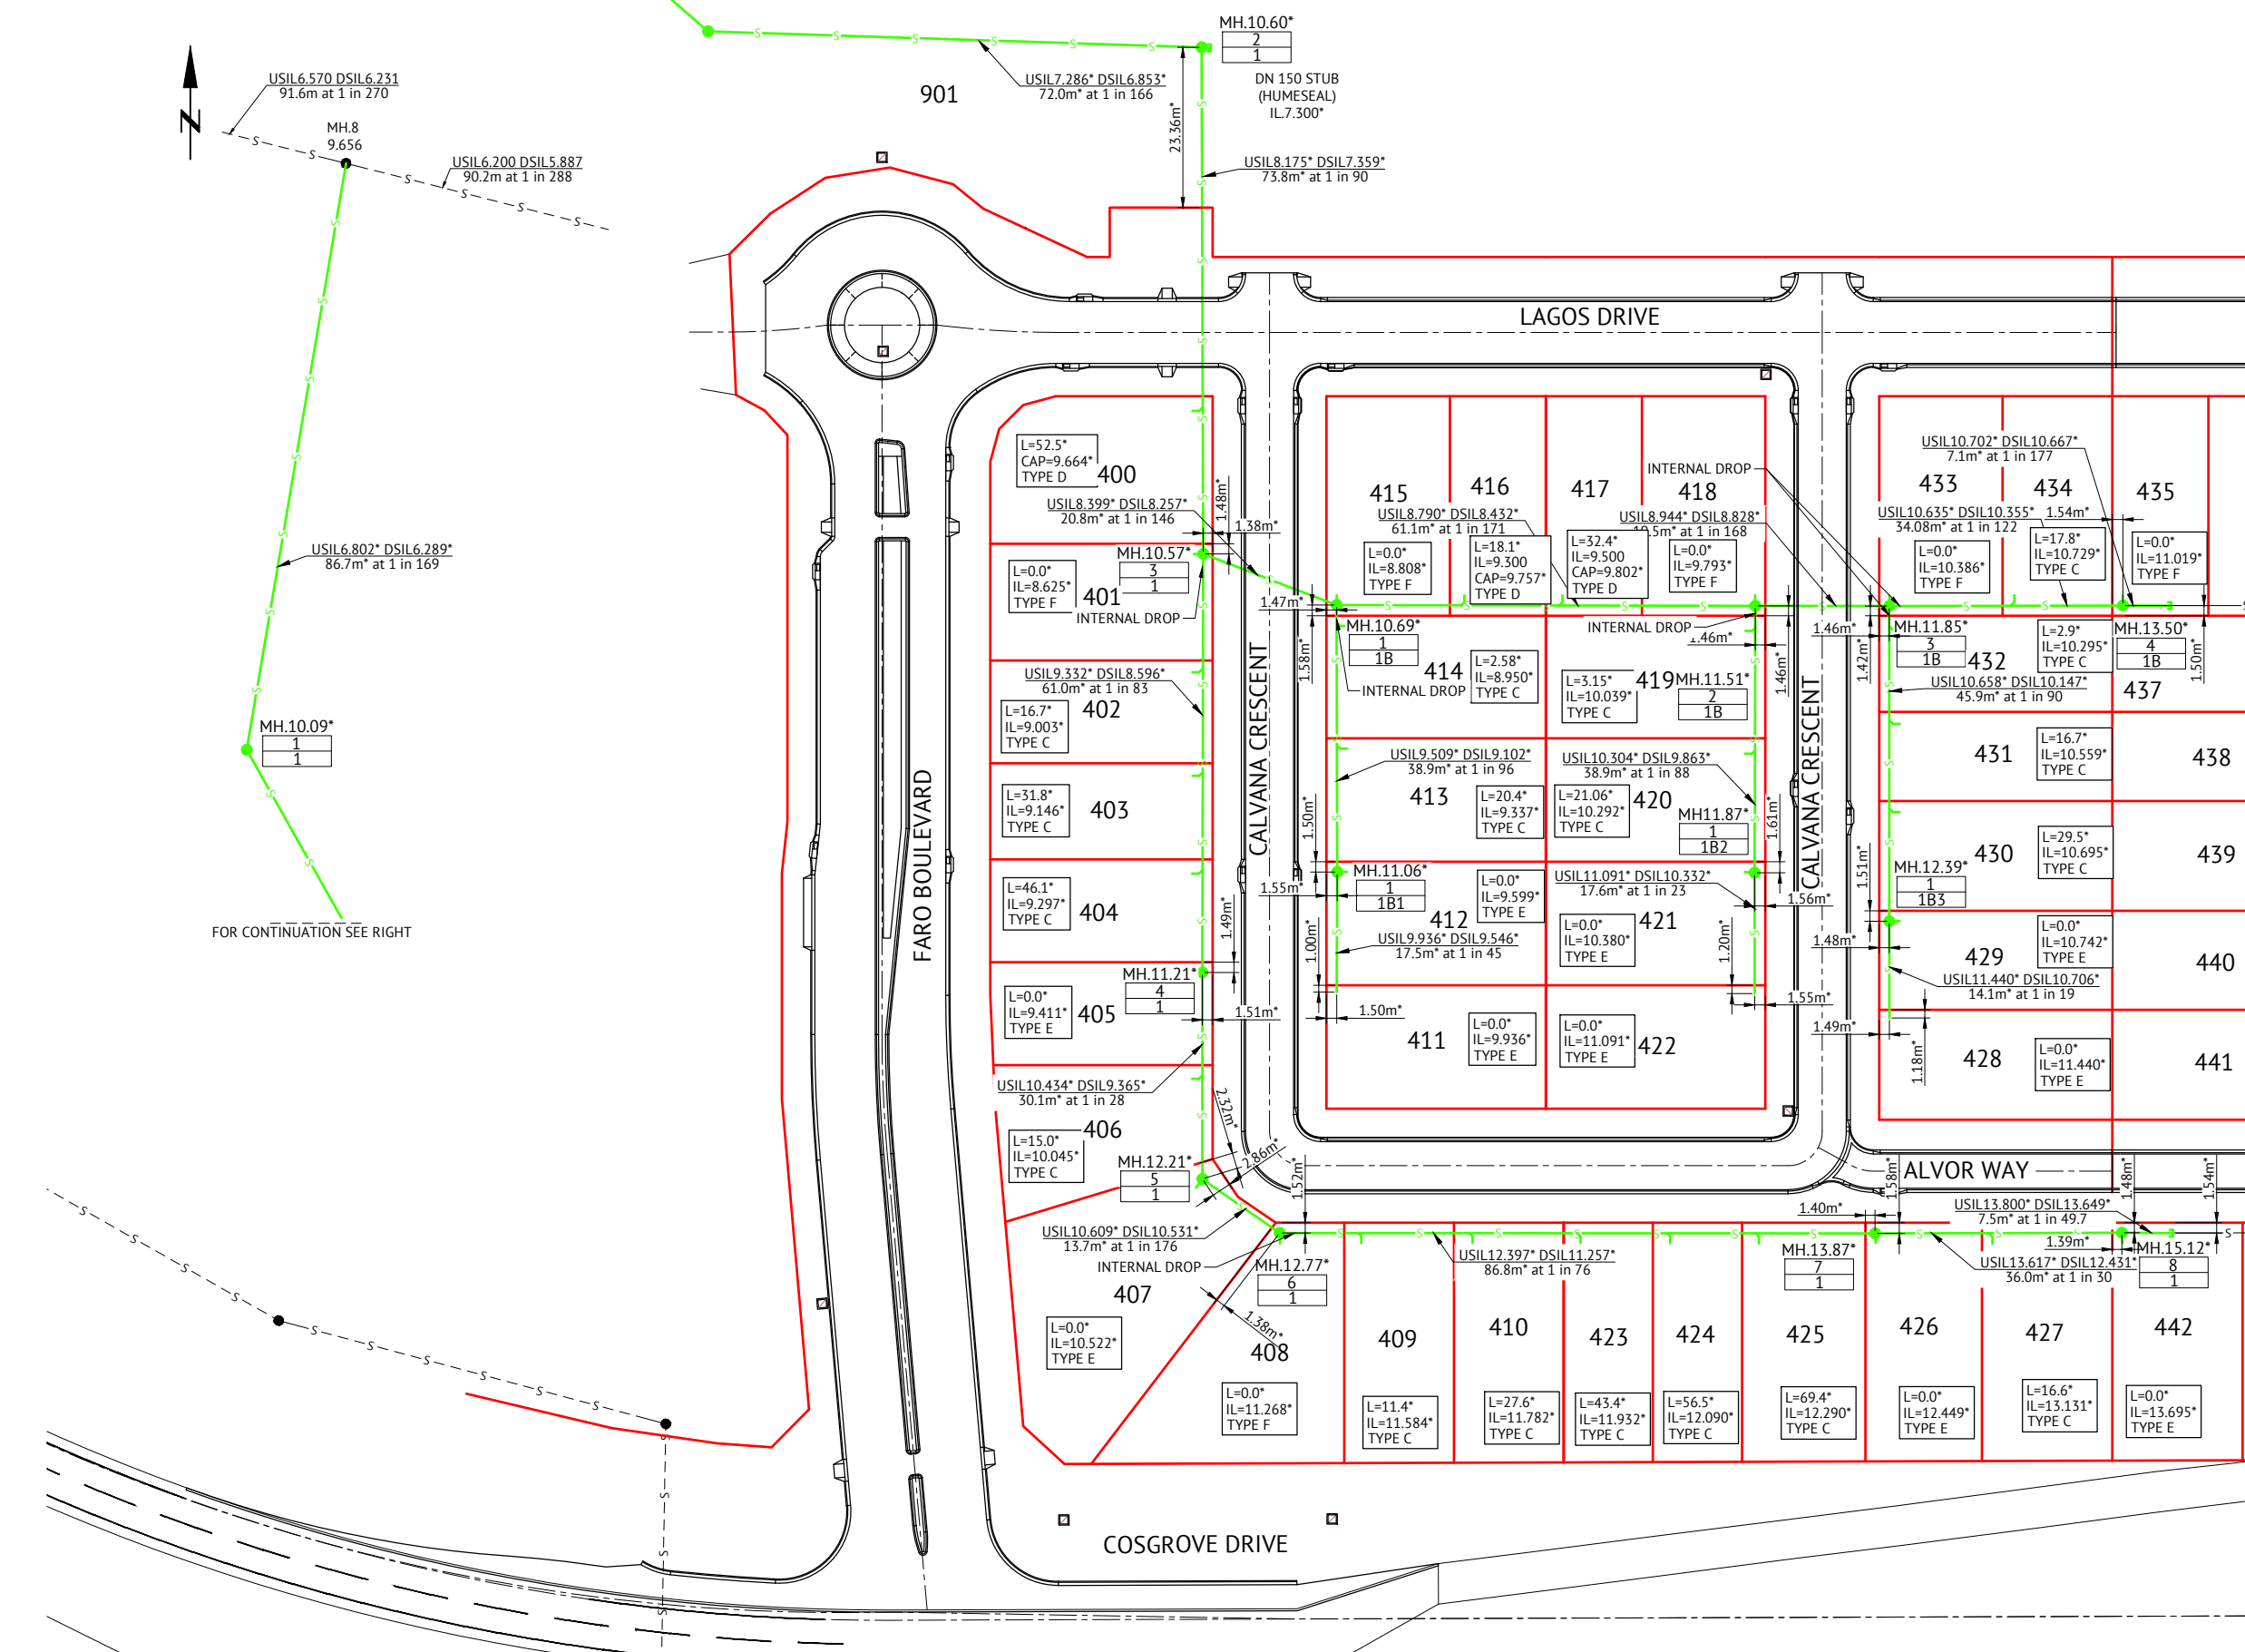 MH.10.60*
2
1
DN 150 STUB
(HUMESEAL)
IL.7.300*
USIL7.286* DSIL6.853*
72.0m* at 1 in 166
901
23.36m*
USIL8.175* DSIL7.359*
73.8m* at 1 in 90
USIL6.570 DSIL6.231
91.6m at 1 in 270
N
MH.8
9.656
USIL6.200 DSIL5.887
90.2m at 1 in 288
USIL6.802* DSIL6.289*
86.7m* at 1 in 169
MH.10.09*
1
1
FOR CONTINUATION SEE RIGHT
LAGOS DRIVE
FARO BOULEVARD
CALVANA CRESCENT
CALVANA CRESCENT
ALVOR WAY
COSGROVE DRIVE
L=52.5*
CAP=9.664*
TYPE D
400
USIL8.399* DSIL8.257*
20.8m* at 1 in 146
1.48m*
1.38m*
MH.10.57*
3
1
L=0.0*
IL=8.625*
TYPE F
401
INTERNAL DROP
USIL9.332* DSIL8.596*
61.0m* at 1 in 83
402
L=16.7*
IL=9.003*
TYPE C
L=31.8*
IL=9.146*
TYPE C
403
L=46.1*
IL=9.297*
TYPE C
404
1.49m*
MH.11.21*
4
1
L=0.0*
IL=9.411*
TYPE E
405
1.51m*
USIL10.434* DSIL9.365*
30.1m* at 1 in 28
406
L=15.0*
IL=10.045*
TYPE C
2.32m*
2.86m*
MH.12.21*
5
1
USIL10.609* DSIL10.531*
13.7m* at 1 in 176
INTERNAL DROP
407
L=0.0*
IL=10.522*
TYPE E
1.38m*
MH.12.77*
6
1
1.52m*
408
L=0.0*
IL=11.268*
TYPE F
415
416
417
418
INTERNAL DROP
USIL8.790* DSIL8.432*
61.1m* at 1 in 171
USIL8.944* DSIL8.828*
.5m* at 1 in 168
L=0.0*
IL=8.808*
TYPE F
L=18.1*
IL=9.300
CAP=9.757*
TYPE D
L=32.4*
IL=9.500
CAP=9.802*
TYPE D
L=0.0*
IL=9.793*
TYPE F
1.47m*
1.58m*
MH.10.69*
1
1B
INTERNAL DROP
414
L=2.58*
IL=8.950*
TYPE C
INTERNAL DROP
1.46m*
1.46m*
L=3.15*
IL=10.039*
TYPE C
419
MH.11.51*
2
1B
USIL9.509* DSIL9.102*
38.9m* at 1 in 96
413
L=20.4*
IL=9.337*
TYPE C
USIL10.304* DSIL9.863*
38.9m* at 1 in 88
L=21.06*
IL=10.292*
TYPE C
420
MH11.87*
1
1B2
1.61m*
1.50m*
1.55m*
MH.11.06*
1
1B1
412
L=0.0*
IL=9.599*
TYPE E
USIL9.936* DSIL9.546*
17.5m* at 1 in 45
1.00m*
1.50m*
USIL11.091* DSIL10.332*
17.6m* at 1 in 23
L=0.0*
IL=10.380*
TYPE E
421
1.56m*
1.20m*
1.55m*
411
L=0.0*
IL=9.936*
TYPE E
L=0.0*
IL=11.091*
TYPE E
422
USIL10.702* DSIL10.667*
7.1m* at 1 in 177
433
434
435
USIL10.635* DSIL10.355*
34.08m* at 1 in 122
1.54m*
L=0.0*
IL=10.386*
TYPE F
L=17.8*
IL=10.729*
TYPE C
L=0.0*
IL=11.019*
TYPE F
1.46m*
1.42m*
MH.11.85*
3
1B
432
L=2.9*
IL=10.295*
TYPE C
MH.13.50*
4
1B
1.50m*
437
USIL10.658* DSIL10.147*
45.9m* at 1 in 90
431
L=16.7*
IL=10.559*
TYPE C
438
430
L=29.5*
IL=10.695*
TYPE C
439
1.51m*
MH.12.39*
1
1B3
1.48m*
429
L=0.0*
IL=10.742*
TYPE E
440
USIL11.440* DSIL10.706*
14.1m* at 1 in 19
1.49m*
1.18m*
428
L=0.0*
IL=11.440*
TYPE E
441
1.58m*
1.48m*
1.54m*
1.40m*
USIL13.800* DSIL13.649*
7.5m* at 1 in 49.7
1.39m*
USIL12.397* DSIL11.257*
86.8m* at 1 in 76
MH.13.87*
7
1
USIL13.617* DSIL12.431*
36.0m* at 1 in 30
MH.15.12*
8
1
409
410
423
424
425
426
427
442
L=11.4*
IL=11.584*
TYPE C
L=27.6*
IL=11.782*
TYPE C
L=43.4*
IL=11.932*
TYPE C
L=56.5*
IL=12.090*
TYPE C
L=69.4*
IL=12.290*
TYPE C
L=0.0*
IL=12.449*
TYPE E
L=16.6*
IL=13.131*
TYPE C
L=0.0*
IL=13.695*
TYPE E